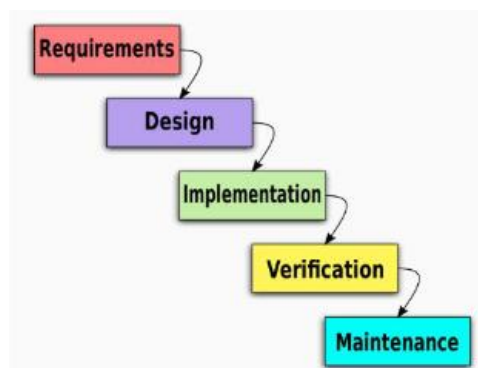 Requirements
Design
Implementation
Verification
Maintenance